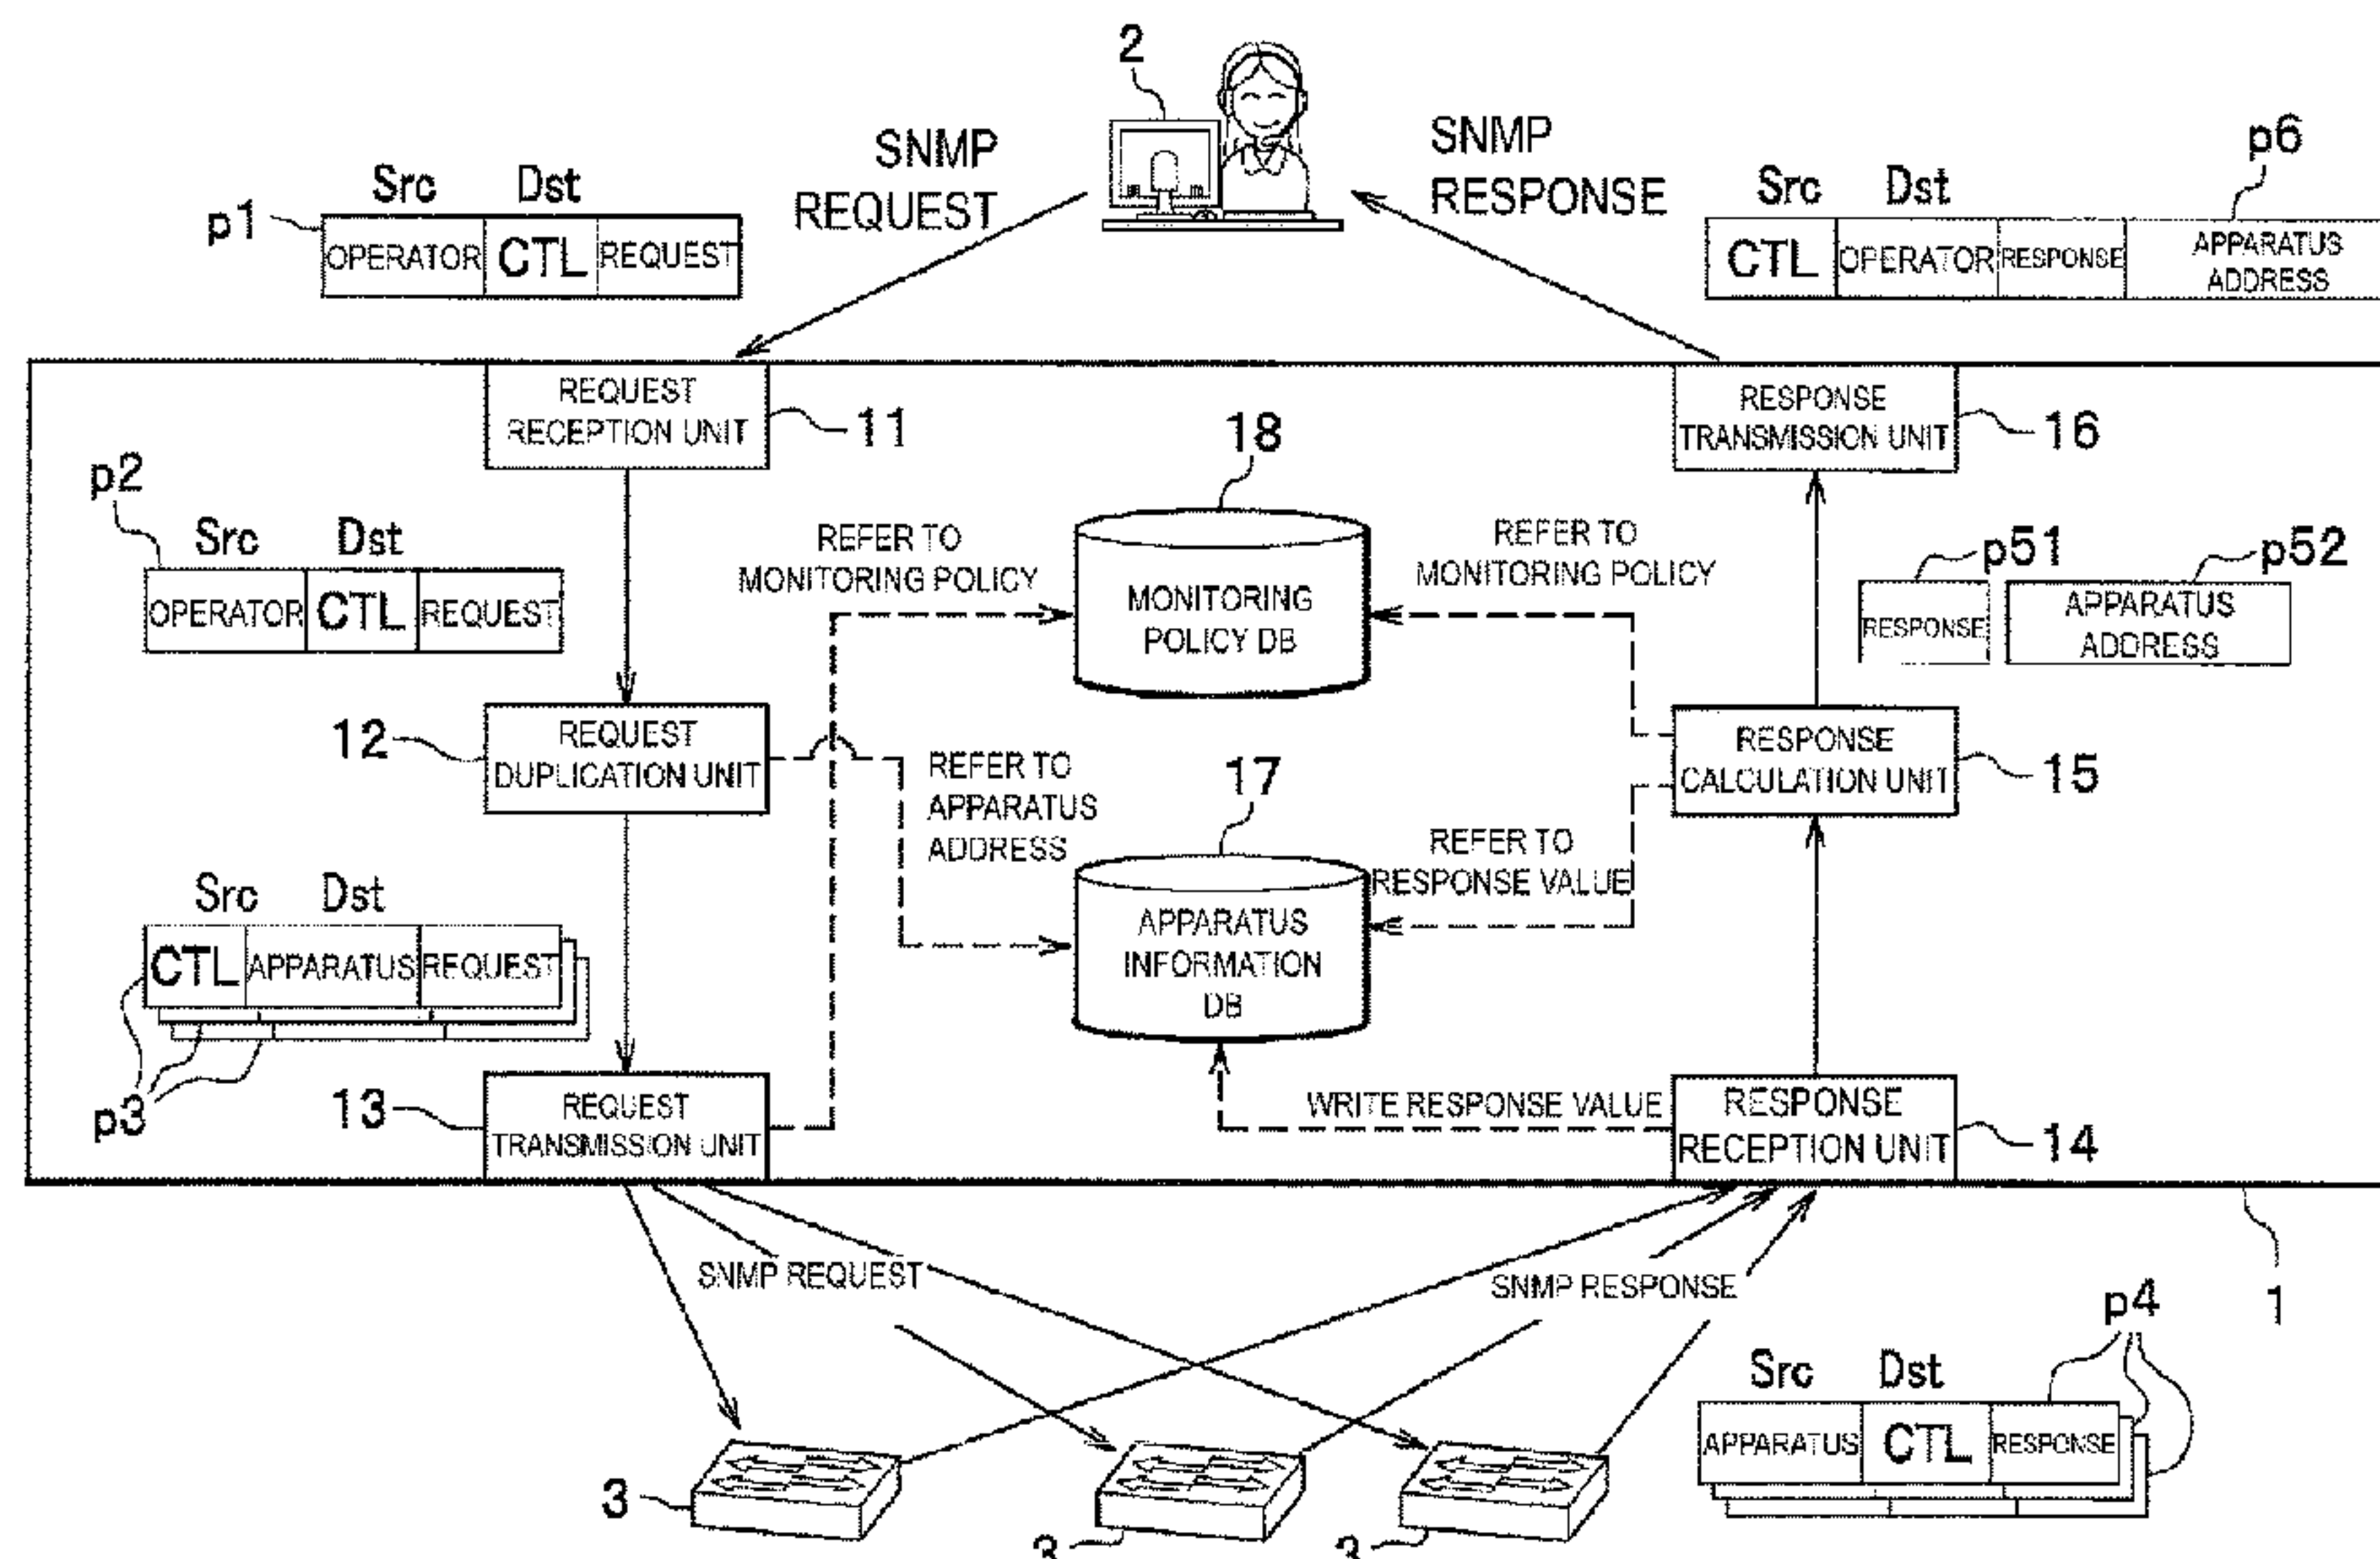 2
SNMP
REQUEST
SNMP
RESPONSE
p1
Src Dst
OPERATOR CTL REQUEST
p6
Src Dst
CTL OPERATOR RESPONSE APPARATUS
ADDRESS
REQUEST
RECEPTION UNIT
11
RESPONSE
TRANSMISSION UNIT
16
p2
Src Dst
OPERATOR CTL REQUEST
18
REFER TO
MONITORING POLICY
MONITORING
POLICY DB
REFER TO
MONITORING POLICY
p51
p52
RESPONSE
APPARATUS
ADDRESS
12
REQUEST
DUPLICATION UNIT
REFER TO
APPARATUS
ADDRESS
17
RESPONSE
CALCULATION UNIT
15
REFER TO
RESPONSE VALUE
APPARATUS
INFORMATION
DB
Src Dst
CTL APPARATUS REQUEST
p3
13
REQUEST
TRANSMISSION UNIT
WRITE RESPONSE VALUE
RESPONSE
RECEPTION UNIT
14
SNMP REQUEST
SNMP RESPONSE
1
p4
Src Dst
APPARATUS CTL RESPONSE
3
3
3